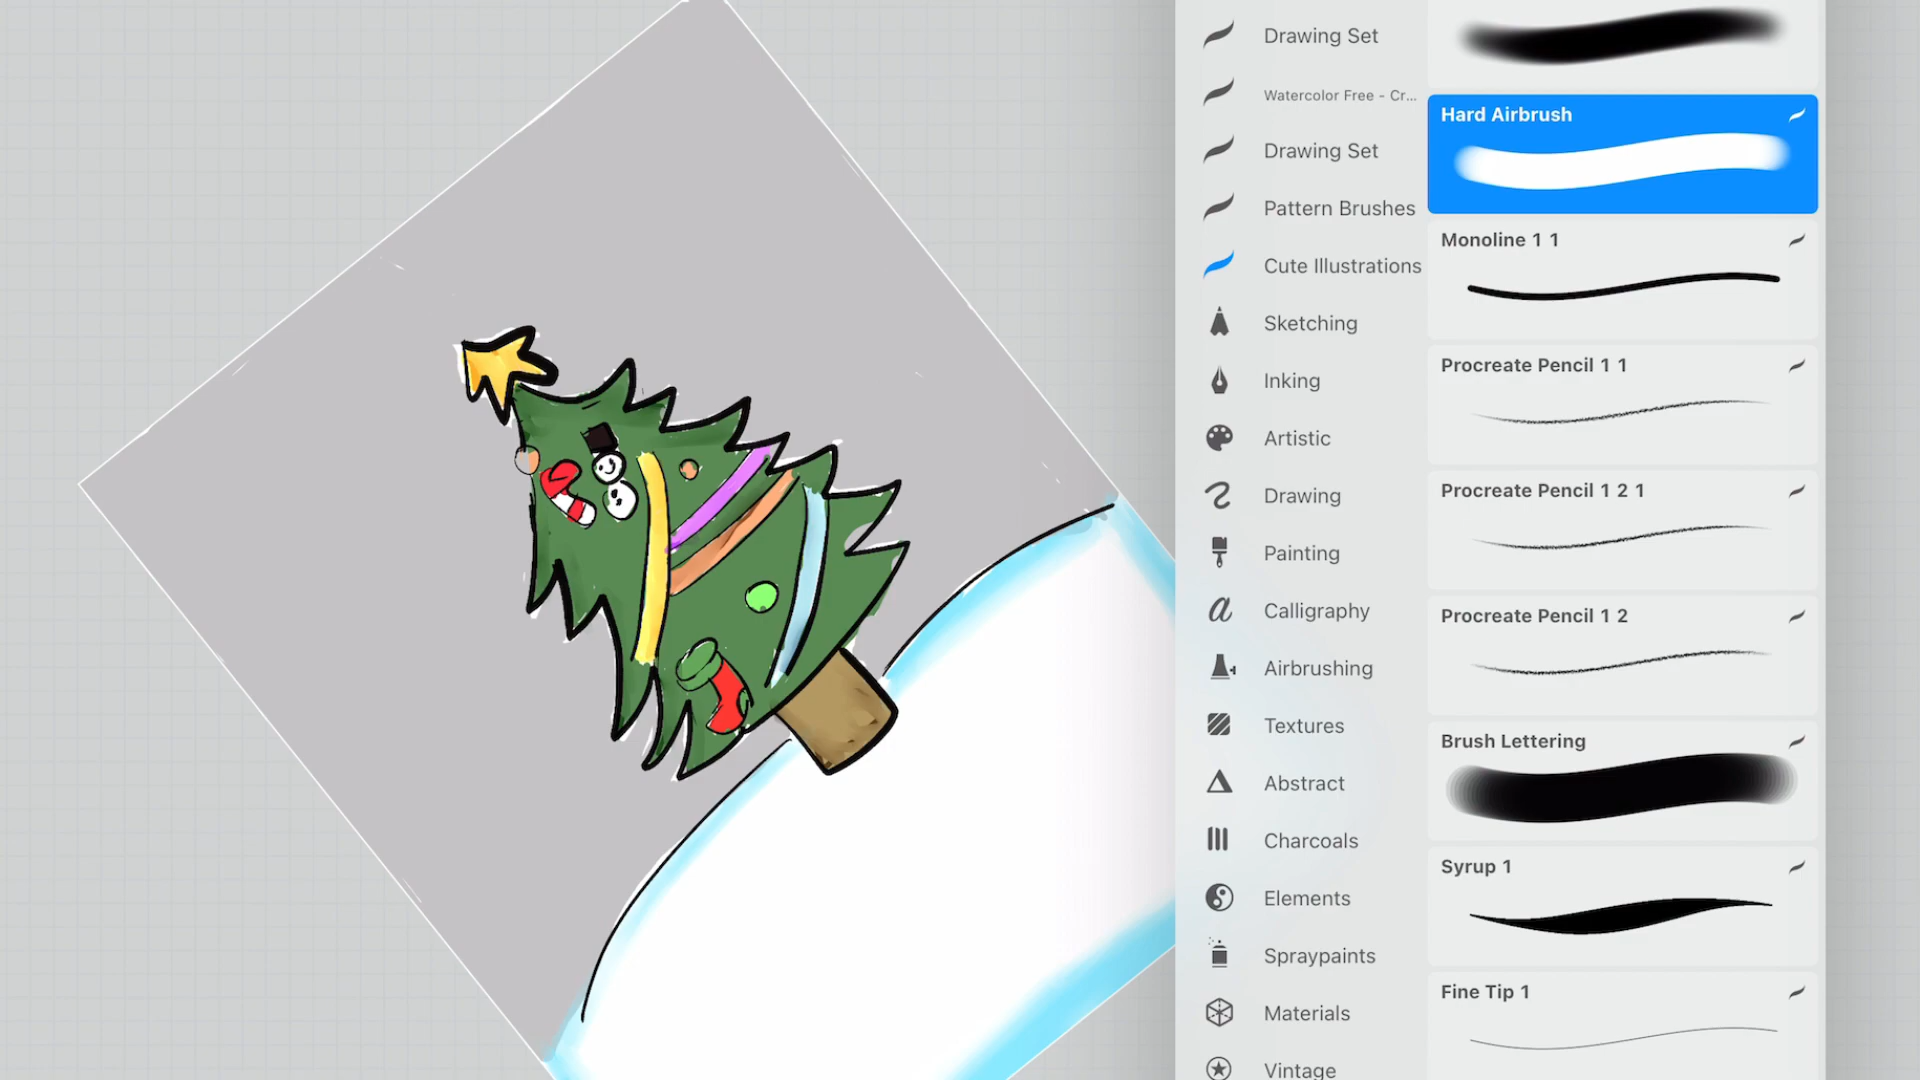 Drawing Set
Watercolor Free - Cr...
Drawing Set
Pattern Brushes
Cute Illustrations
Sketching
Inking
Artistic
Drawing
Painting
Calligraphy
Airbrushing
Textures
Abstract
Charcoals
Elements
Spraypaints
Materials
Vintage
Hard Airbrush
Monoline 1 1
Procreate Pencil 1 1
Procreate Pencil 1 2 1
Procreate Pencil 1 2
Brush Lettering
Syrup 1
Fine Tip 1